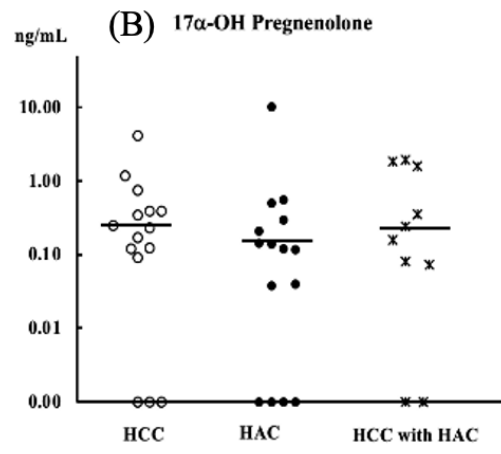 (B) 17α-OH Pregnenolone
ng/mL
10.00
1.00
0.10
0.01
0.00
HCC HAC HCC with HAC